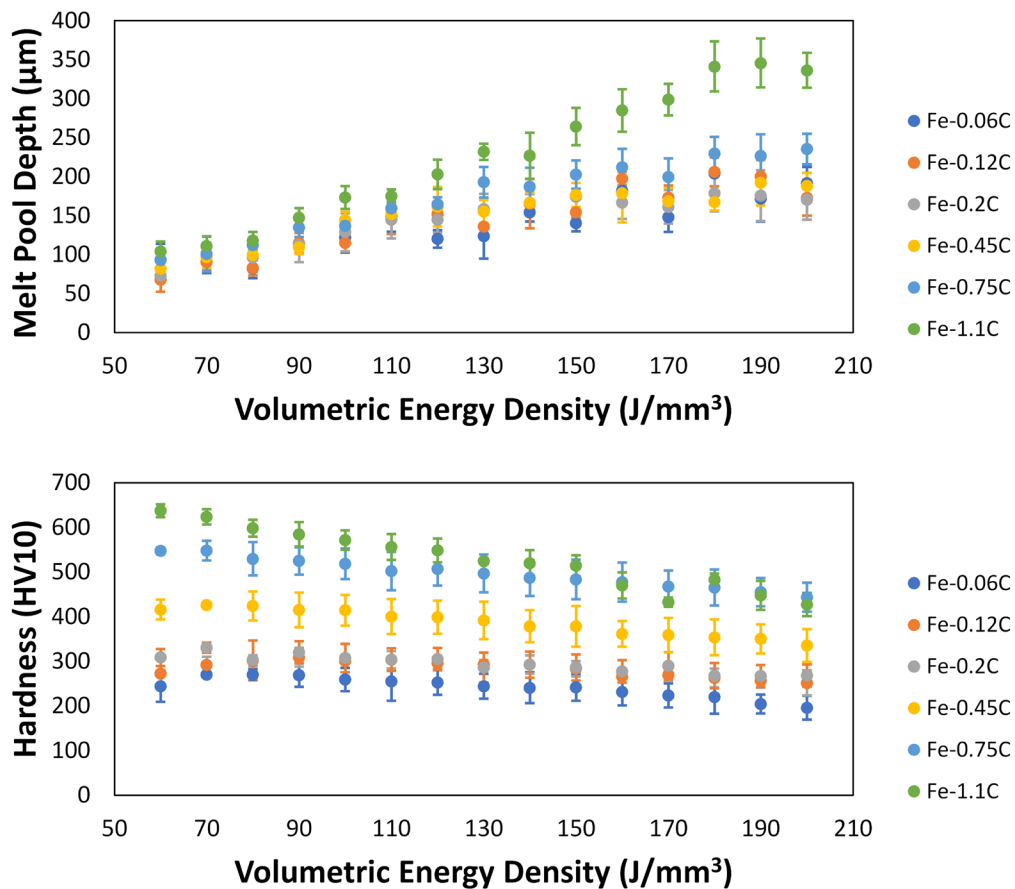 Melt Pool Depth (µm)
400
350
300
250
200
150
100
50
0
50 70 90 110 130 150 170 190 210
Volumetric Energy Density (J/mm³)
Fe-0.06C
Fe-0.12C
Fe-0.2C
Fe-0.45C
Fe-0.75C
Fe-1.1C
Hardness (HV10)
700
600
500
400
300
200
100
0
50 70 90 110 130 150 170 190 210
Volumetric Energy Density (J/mm³)
Fe-0.06C
Fe-0.12C
Fe-0.2C
Fe-0.45C
Fe-0.75C
Fe-1.1C